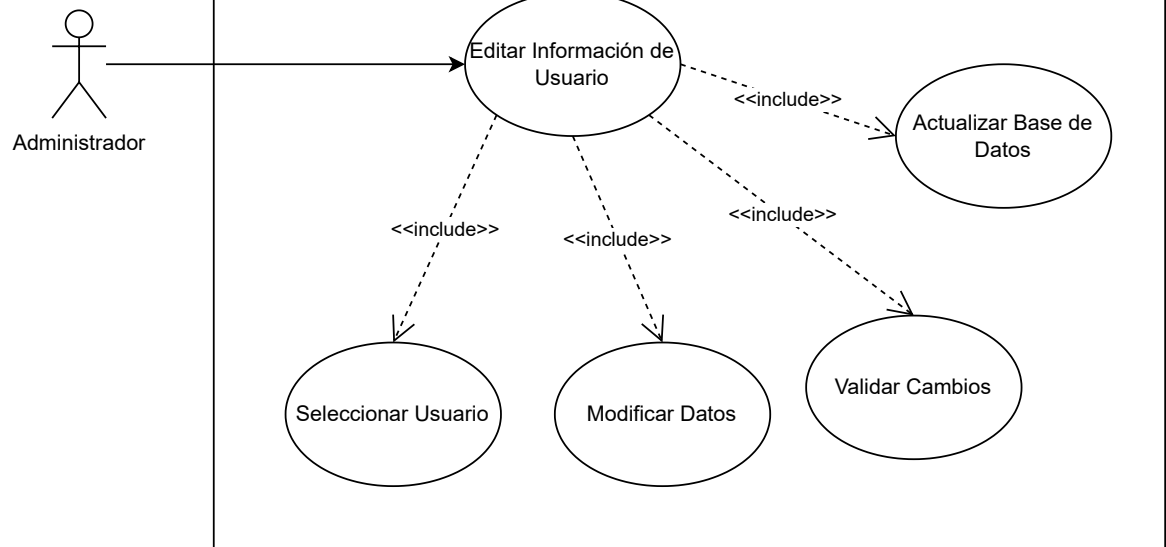 Administrador
Editar Información de
Usuario
<<include>>
Actualizar Base de
Datos
<<include>>
<<include>>
<<include>>
Seleccionar Usuario
Modificar Datos
Validar Cambios